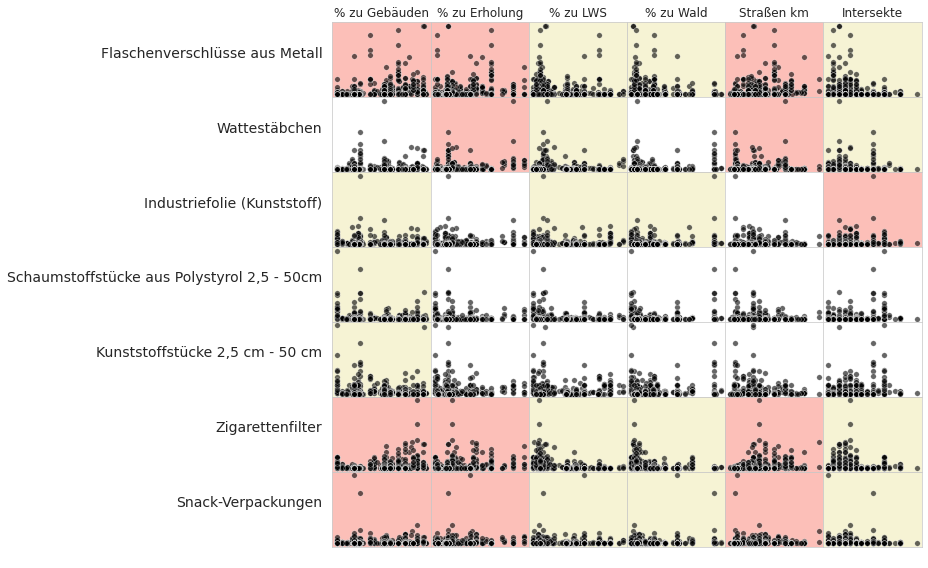 % zu Gebäuden % zu Erholung % zu LWS % zu Wald Straßen km Intersekte
Flaschenverschlüsse aus Metall
Wattestäbchen
Industriefolie (Kunststoff)
Schaumstoffstücke aus Polystyrol 2,5 - 50cm
Kunststoffstücke 2,5 cm - 50 cm
Zigarettenfilter
Snack-Verpackungen